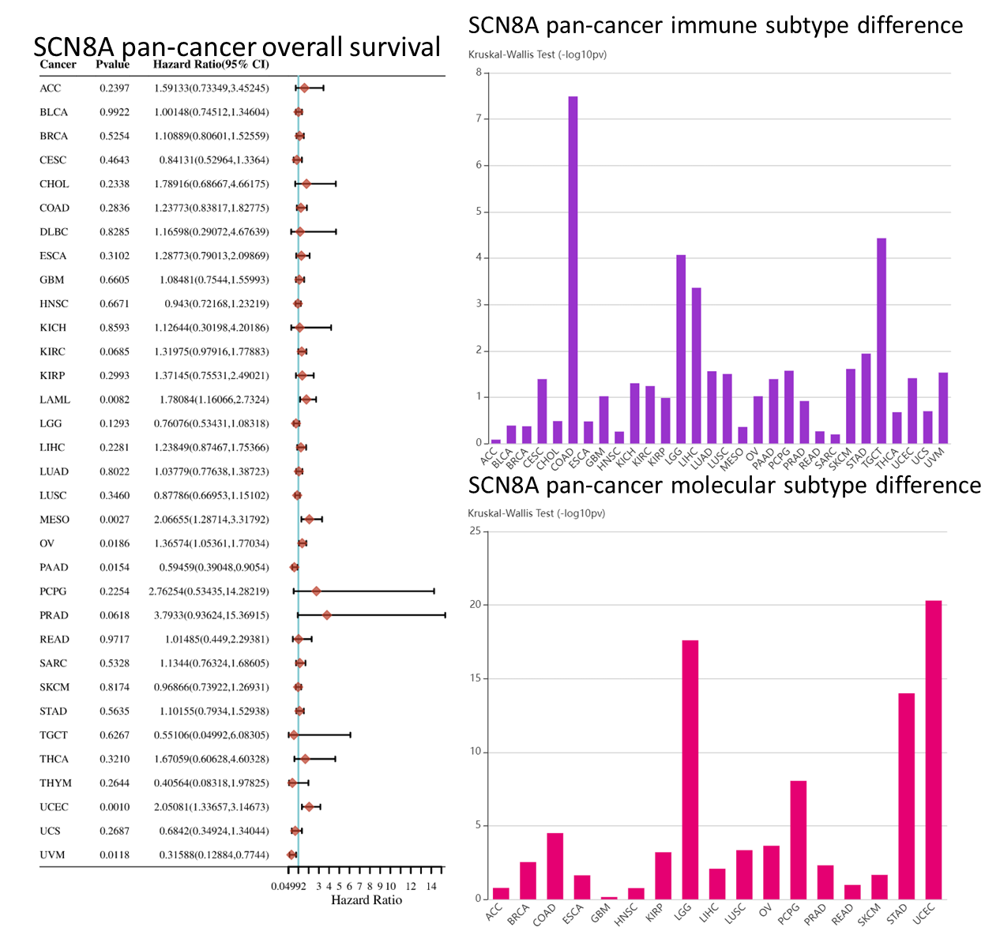 SCN8A pan-cancer overall survival
Cancer Pvalue Hazard Ratio(95% CI)
ACC 0.2397 1.59133(0.73349,3.45245)
BLCA 0.9922 1.00148(0.74512,1.34604)
BRCA 0.5254 1.10889(0.80601,1.52559)
CESC 0.4643 0.84131(0.52964,1.3364)
CHOL 0.2338 1.78916(0.68667,4.66175)
COAD 0.2836 1.23773(0.83817,1.82775)
DLBC 0.8285 1.16598(0.29072,4.67639)
ESCA 0.3102 1.28773(0.79013,2.09869)
GBM 0.6605 1.08481(0.7544,1.55993)
HNSC 0.6671 0.943(0.72168,1.23219)
KICH 0.8593 1.12644(0.30198,4.20186)
KIRC 0.0685 1.31975(0.97916,1.77883)
KIRP 0.2993 1.37145(0.75531,2.49021)
LAML 0.0082 1.78084(1.16066,2.7324)
LGG 0.1293 0.76076(0.53431,1.08318)
LIHC 0.2281 1.23849(0.87467,1.75366)
LUAD 0.8022 1.03779(0.77638,1.38723)
LUSC 0.3460 0.87786(0.66953,1.15102)
MESO 0.0027 2.06655(1.28714,3.31792)
OV 0.0186 1.36574(1.05361,1.77034)
PAAD 0.0154 0.59459(0.39048,0.9054)
PCPG 0.2254 2.76254(0.53435,14.28219)
PRAD 0.0618 3.7933(0.93624,15.36915)
READ 0.9717 1.01485(0.449,2.29381)
SARC 0.5328 1.1344(0.76324,1.68605)
SKCM 0.8174 0.96866(0.73922,1.26931)
STAD 0.5635 1.10155(0.7934,1.52938)
TGCT 0.6267 0.55106(0.04992,6.08305)
THCA 0.3210 1.67059(0.60628,4.60328)
THYM 0.2644 0.40564(0.08318,1.97825)
UCEC 0.0010 2.05081(1.33657,3.14673)
UCS 0.2687 0.6842(0.34924,1.34044)
UVM 0.0118 0.31588(0.12884,0.7744)
0.04992 3 4 5 6 7 8 9 10 12 14
Hazard Ratio
SCN8A pan-cancer immune subtype difference
Kruskal-Wallis Test (-log10pv)
8
7
6
5
4
3
2
1
0
ACC BLCA BRCA CESC CHOL COAD ESCA GBM HNSC KICH KIRC KIRP LGG LIHC LUAD LUSC MESO OV PAAD PCPG PRAD READ SARC SKCM STAD TGCT THCA UCEC UCS UVM
SCN8A pan-cancer molecular subtype difference
Kruskal-Wallis Test (-log10pv)
25
20
15
10
5
0
ACC BRCA COAD ESCA GBM HNSC KIRP LGG LIHC LUSC OV PCPG PRAD READ SKCM STAD UCEC